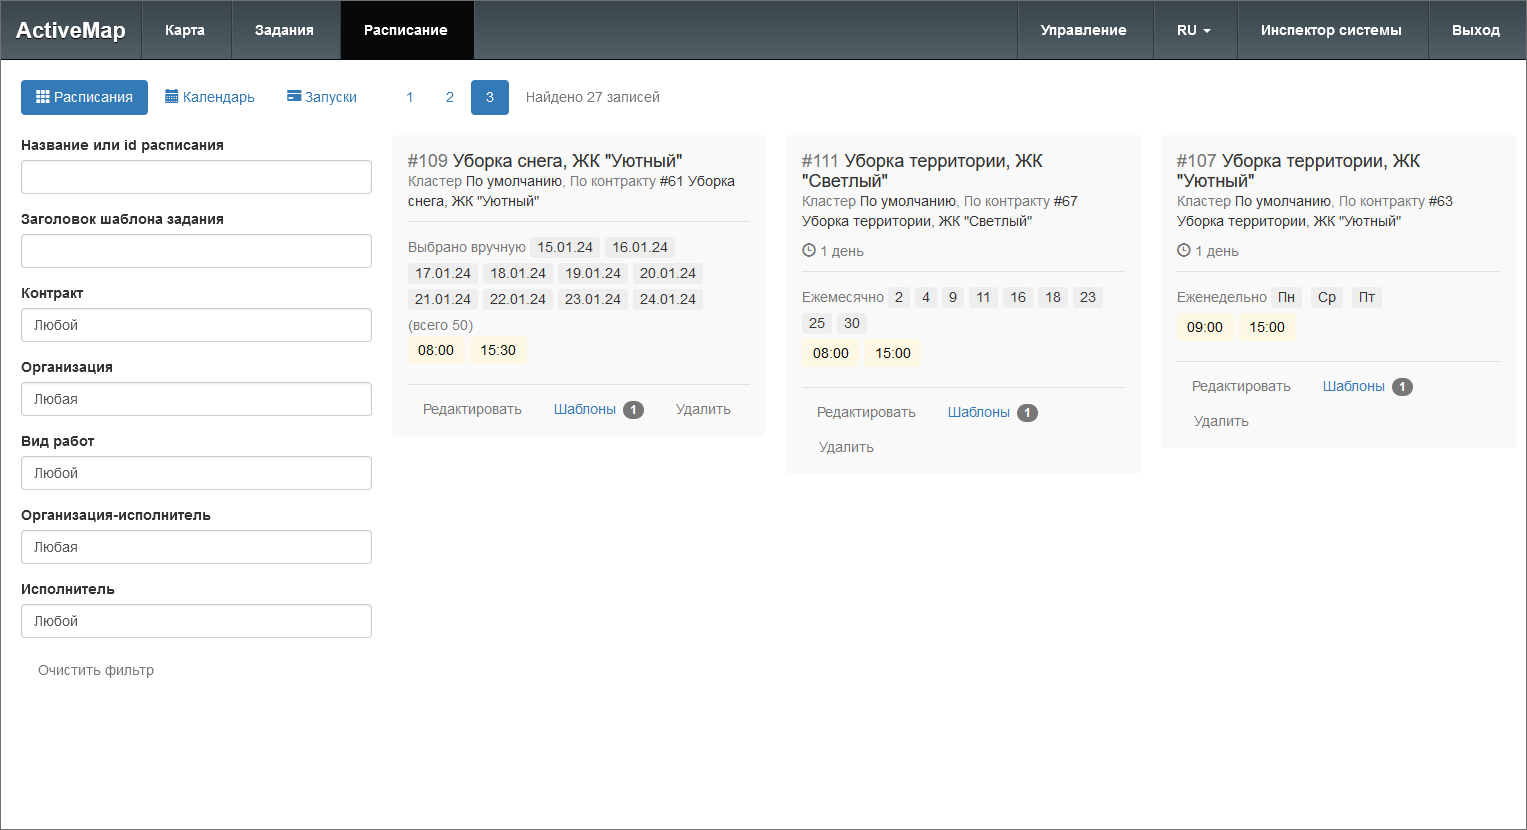 ActiveMap Карта Задания Расписание Управление RU Инспектор системы Выход
Расписания Календарь Запуски 1 2 3 Найдено 27 записей
Название или id расписания
Заголовок шаблона задания
Контракт
Любой
Организация
Любая
Вид работ
Любой
Организация-исполнитель
Любая
Исполнитель
Любой
Очистить фильтр
#109 Уборка снега, ЖК "Уютный"
Кластер По умолчанию, По контракту #61 Уборка
снега, ЖК "Уютный"
Выбрано вручную 15.01.24 16.01.24
17.01.24 18.01.24 19.01.24 20.01.24
21.01.24 22.01.24 23.01.24 24.01.24
(всего 50)
08:00 15:30
Редактировать Шаблоны 1 Удалить
#111 Уборка территории, ЖК
"Светлый"
Кластер По умолчанию, По контракту #67
Уборка территории, ЖК "Светлый"
1 день
Ежемесячно 2 4 9 11 16 18 23
25 30
08:00 15:00
Редактировать Шаблоны 1
Удалить
#107 Уборка территории, ЖК
"Уютный"
Кластер По умолчанию, По контракту #63
Уборка территории, ЖК "Уютный"
1 день
Еженедельно Пн Ср Пт
09:00 15:00
Редактировать Шаблоны 1
Удалить